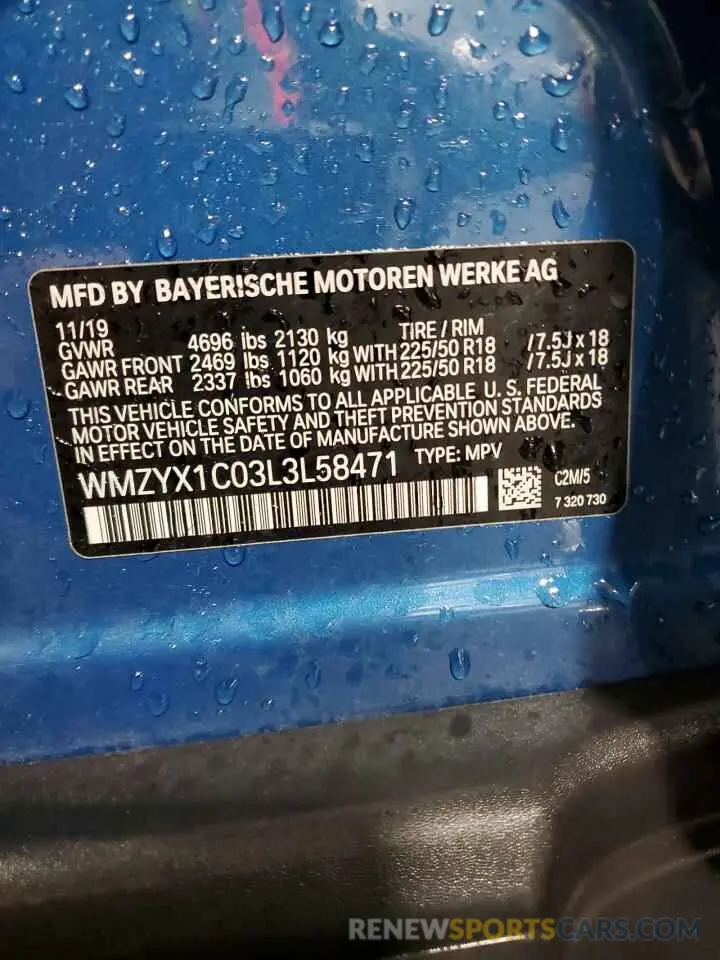 MFD BY BAYERISCHE MOTOREN WERKE AG
11/19
GVWR 4696 lbs 2130 kg TIRE / RIM
GAWR FRONT 2469 lbs 1120 kg WITH 225/50 R18 /7.5J x 18
GAWR REAR 2337 lbs 1060 kg WITH 225/50 R18 /7.5J x 18
THIS VEHICLE CONFORMS TO ALL APPLICABLE U. S. FEDERAL
MOTOR VEHICLE SAFETY AND THEFT PREVENTION STANDARDS
IN EFFECT ON THE DATE OF MANUFACTURE SHOWN ABOVE.
WMZYX1C03L3L58471 TYPE: MPV
C2M/5
7 320 730
RENEWSPORTSCARS.COM